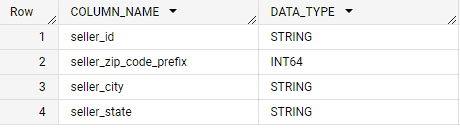 Row COLUMN_NAME DATA_TYPE
1 seller_id STRING
2 seller_zip_code_prefix INT64
3 seller_city STRING
4 seller_state STRING